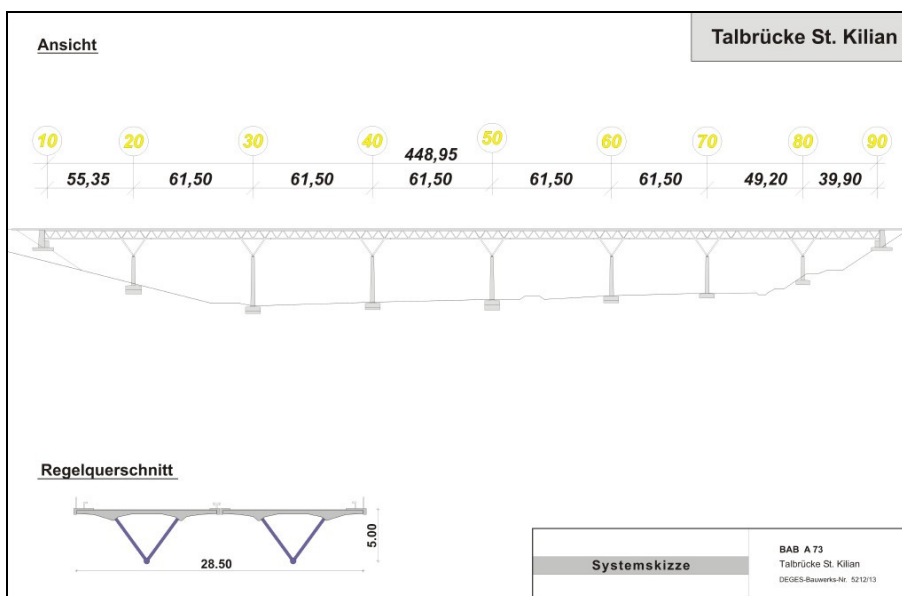 Ansicht
Talbrücke St. Kilian
10 20 30 40 50 60 70 80 90
448,95
55,35 61,50 61,50 61,50 61,50 61,50 49,20 39,90
Regelquerschnitt
5.00
28.50
Systemskizze
BAB A 73
Talbrücke St. Kilian
DEGES-Bauwerks-Nr. 5212/13